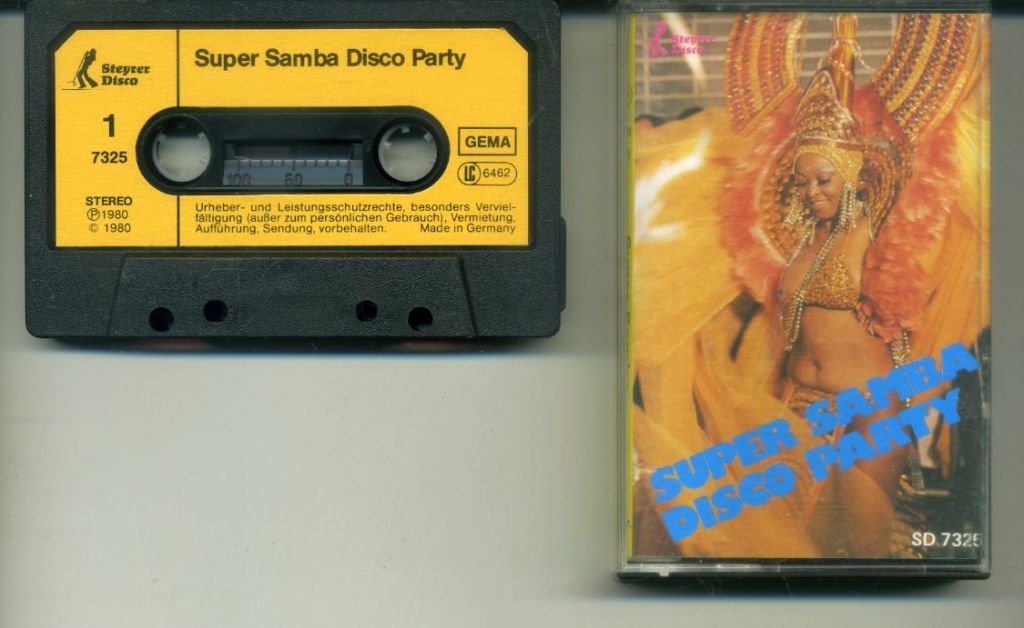 Steyrer
Disco
Super Samba Disco Party
1
7325
GEMA
LC 6462
100 50 0
STEREO
Ⓟ 1980
© 1980
Urheber- und Leistungsschutzrechte, besonders Verviel-
fältigung (außer zum persönlichen Gebrauch), Vermietung,
Aufführung, Sendung, vorbehalten. Made in Germany
Steyrer
Disco
SUPER SAMBA
DISCO PARTY
SD 7325